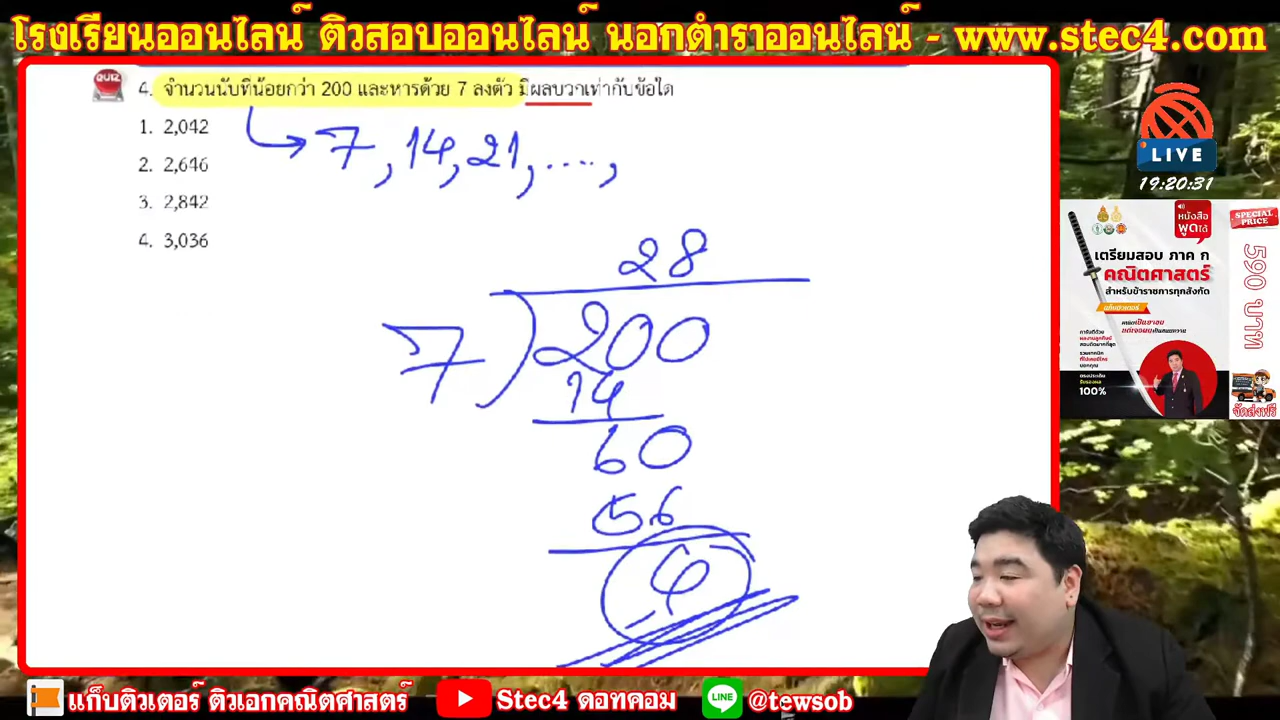 โรงเรียนออนไลน์ ติวสอบออนไลน์ นอกตำราออนไลน์ - www.stec4.com
QUIZ
4. จำนวนนับที่น้อยกว่า 200 และหารด้วย 7 ลงตัว มีผลบวกเท่ากับข้อใด
1. 2,042
2. 2,646
3. 2,842
4. 3,036
7, 14, 21, ....,
28
7 200
14
60
56
4
LIVE
19:20:31
หนังสือ
พูดได้
SPECIAL
PRICE
เตรียมสอบ ภาค ก
คณิตศาสตร์
สำหรับข้าราชการทุกสังกัด
590 บาท
100%
จัดส่งฟรี
แก็บติวเตอร์ ติวเอกคณิตศาสตร์
Stec4 ดอทคอม
LINE
@tewsob